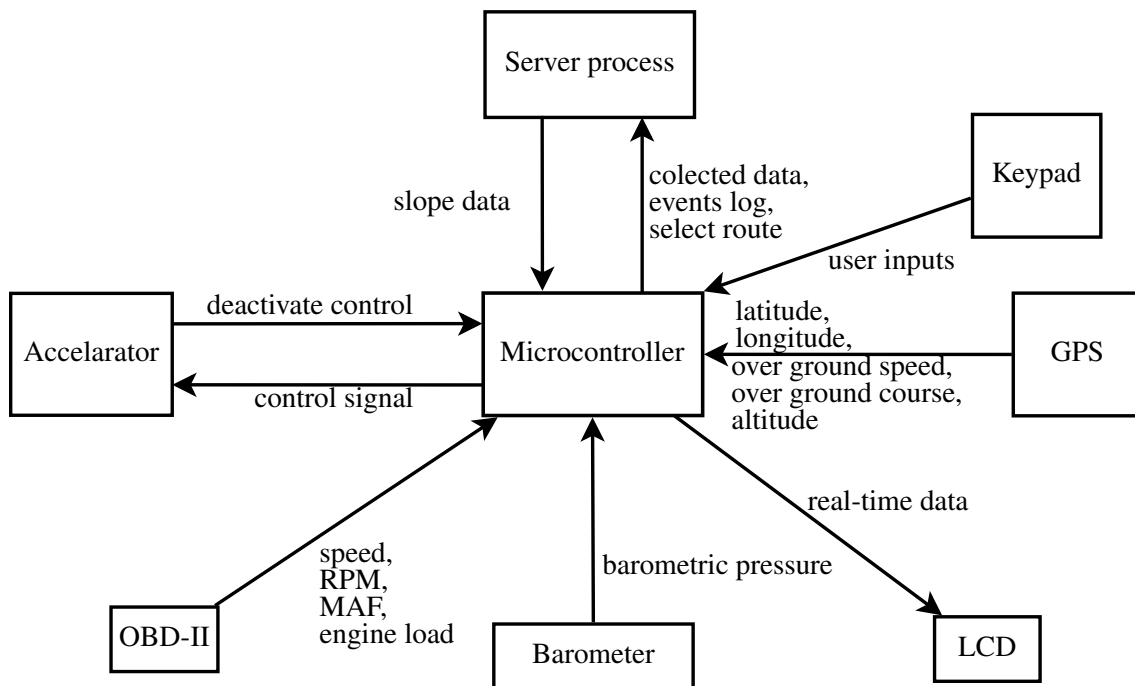 Server process
slope data
colected data,
events log,
select route
Keypad
user inputs
deactivate control
Accelarator
control signal
Microcontroller
latitude,
longitude,
over ground speed,
over ground course,
altitude
GPS
real-time data
speed,
RPM,
MAF,
engine load
barometric pressure
OBD-II
Barometer
LCD